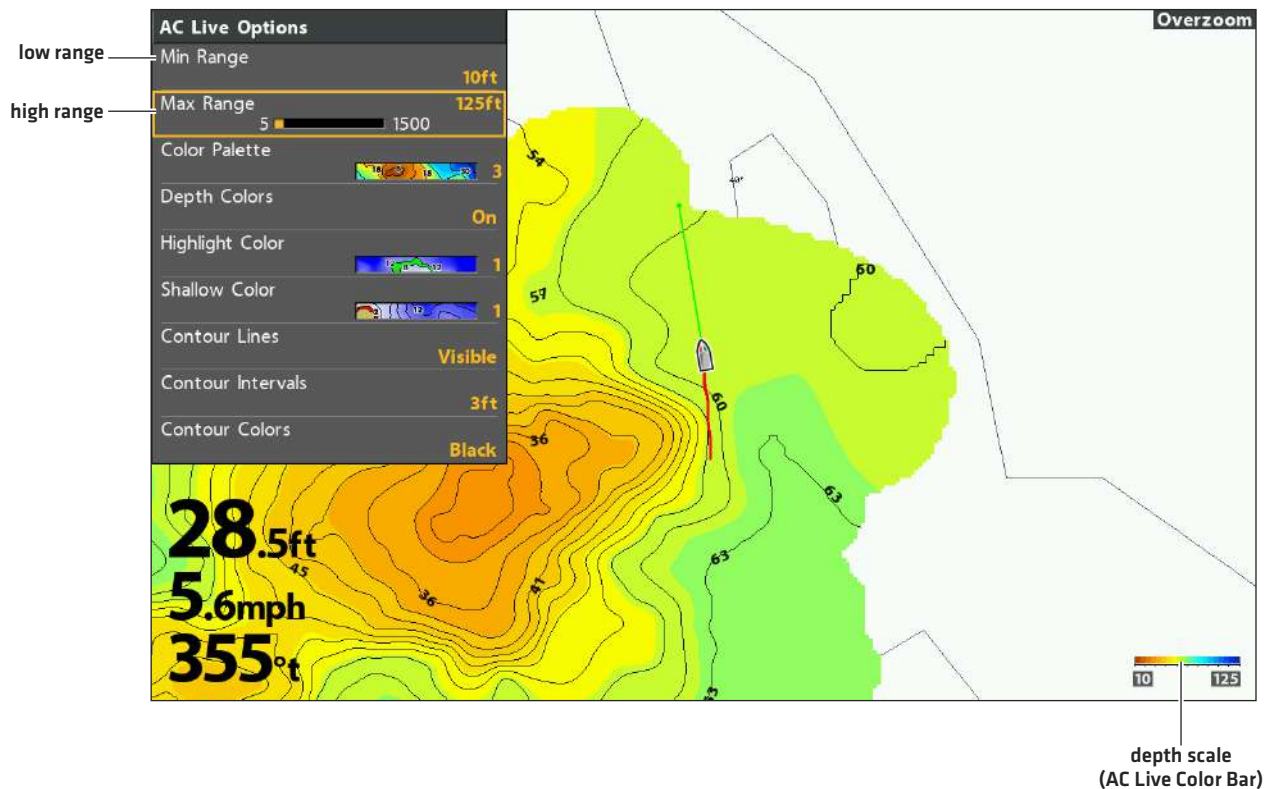 AC Live Options
Overzoom
low range
Min Range
10ft
high range
Max Range 125ft
5 1500
Color Palette
3
Depth Colors
On
Highlight Color
1
Shallow Color
1
Contour Lines
Visible
Contour Intervals
3ft
Contour Colors
Black
54
57
60
60
36
63
63
45
36
41
63
28.5ft
5.6mph
355°t
10 125
depth scale
(AC Live Color Bar)